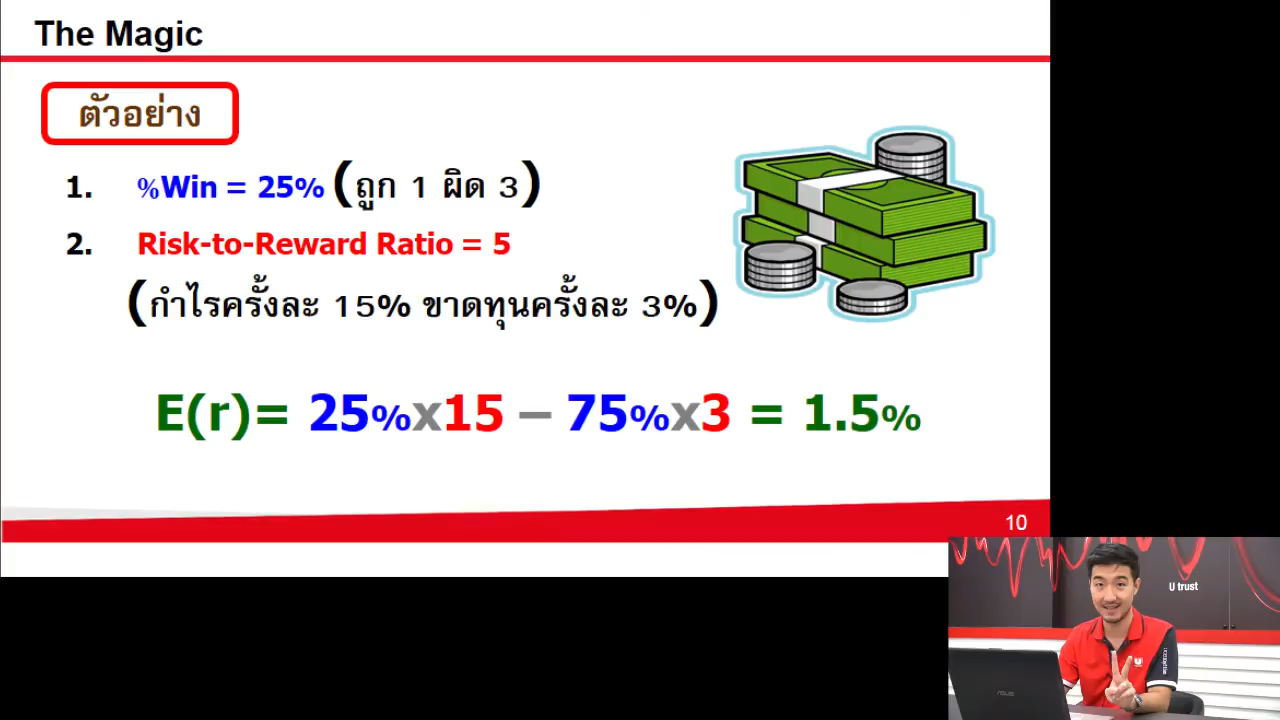 The Magic
ตัวอย่าง
1. %Win = 25% (ถูก 1 ผิด 3)
2. Risk-to-Reward Ratio = 5
(กำไรครั้งละ 15% ขาดทุนครั้งละ 3%)
E(r)= 25%x15 – 75%x3 = 1.5%
10
U trust
ASUS